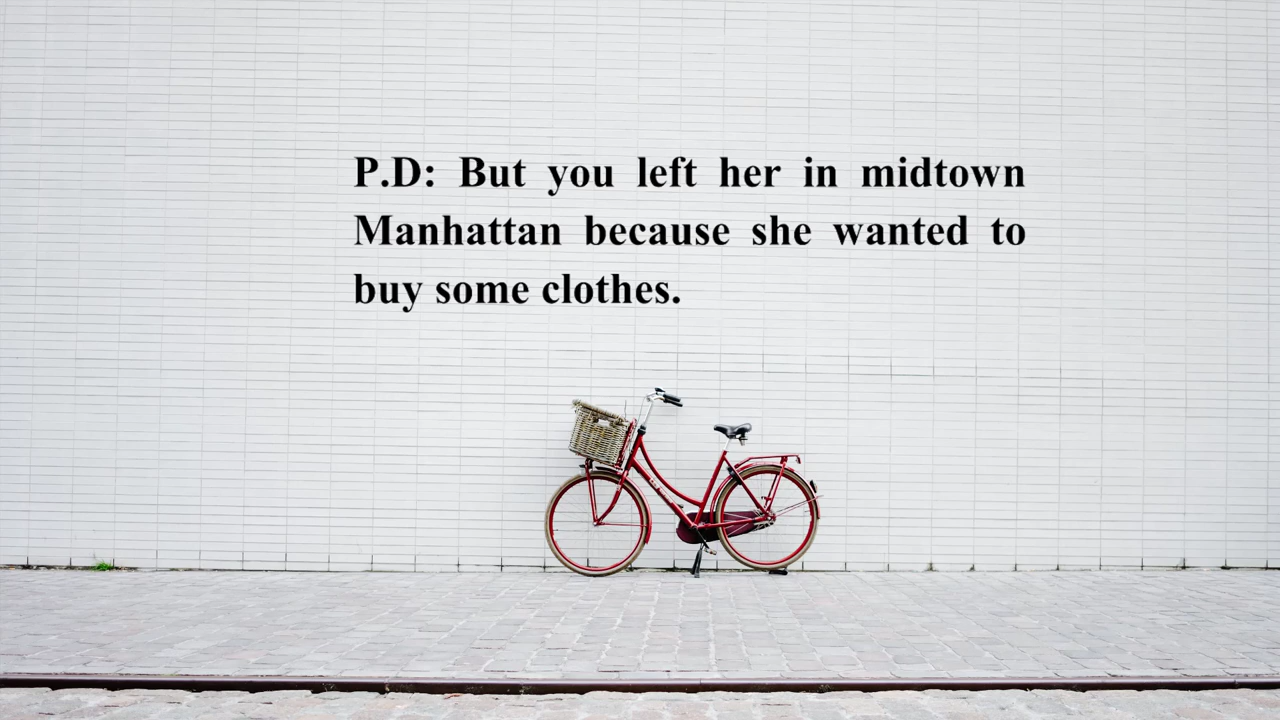 P.D: But you left her in midtown
Manhattan because she wanted to
buy some clothes.